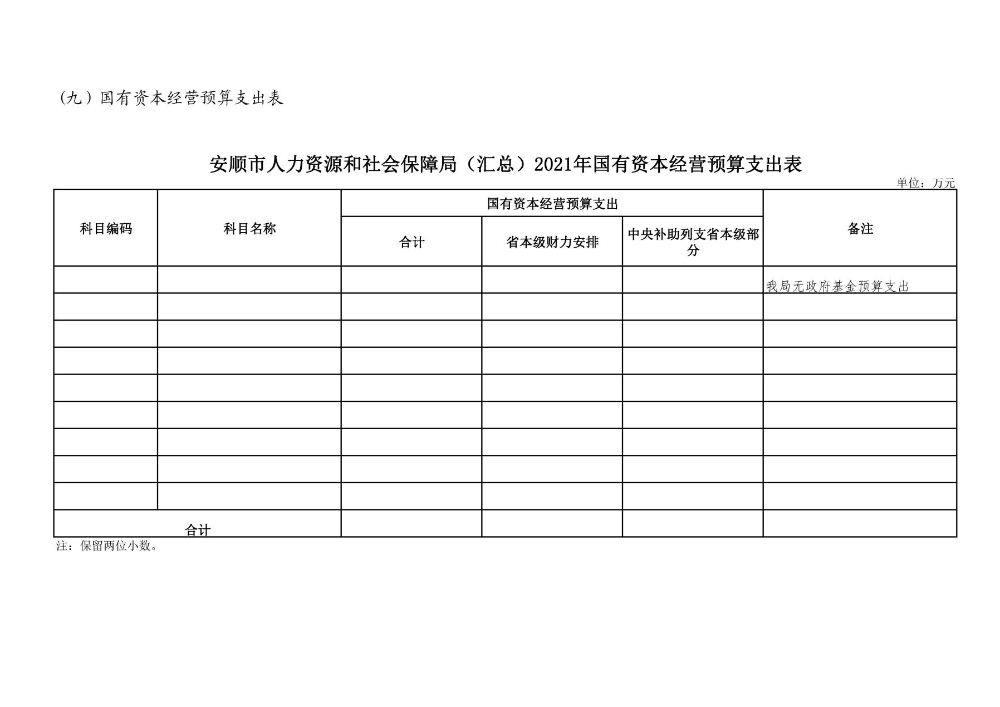 （九）国有资本经营预算支出表
安顺市人力资源和社会保障局（汇总）2021年国有资本经营预算支出表
单位：万元
科目编码
科目名称
国有资本经营预算支出
备注
合计
省本级财力安排
中央补助列支省本级部
分
我局无政府基金预算支出
合计
注：保留两位小数。